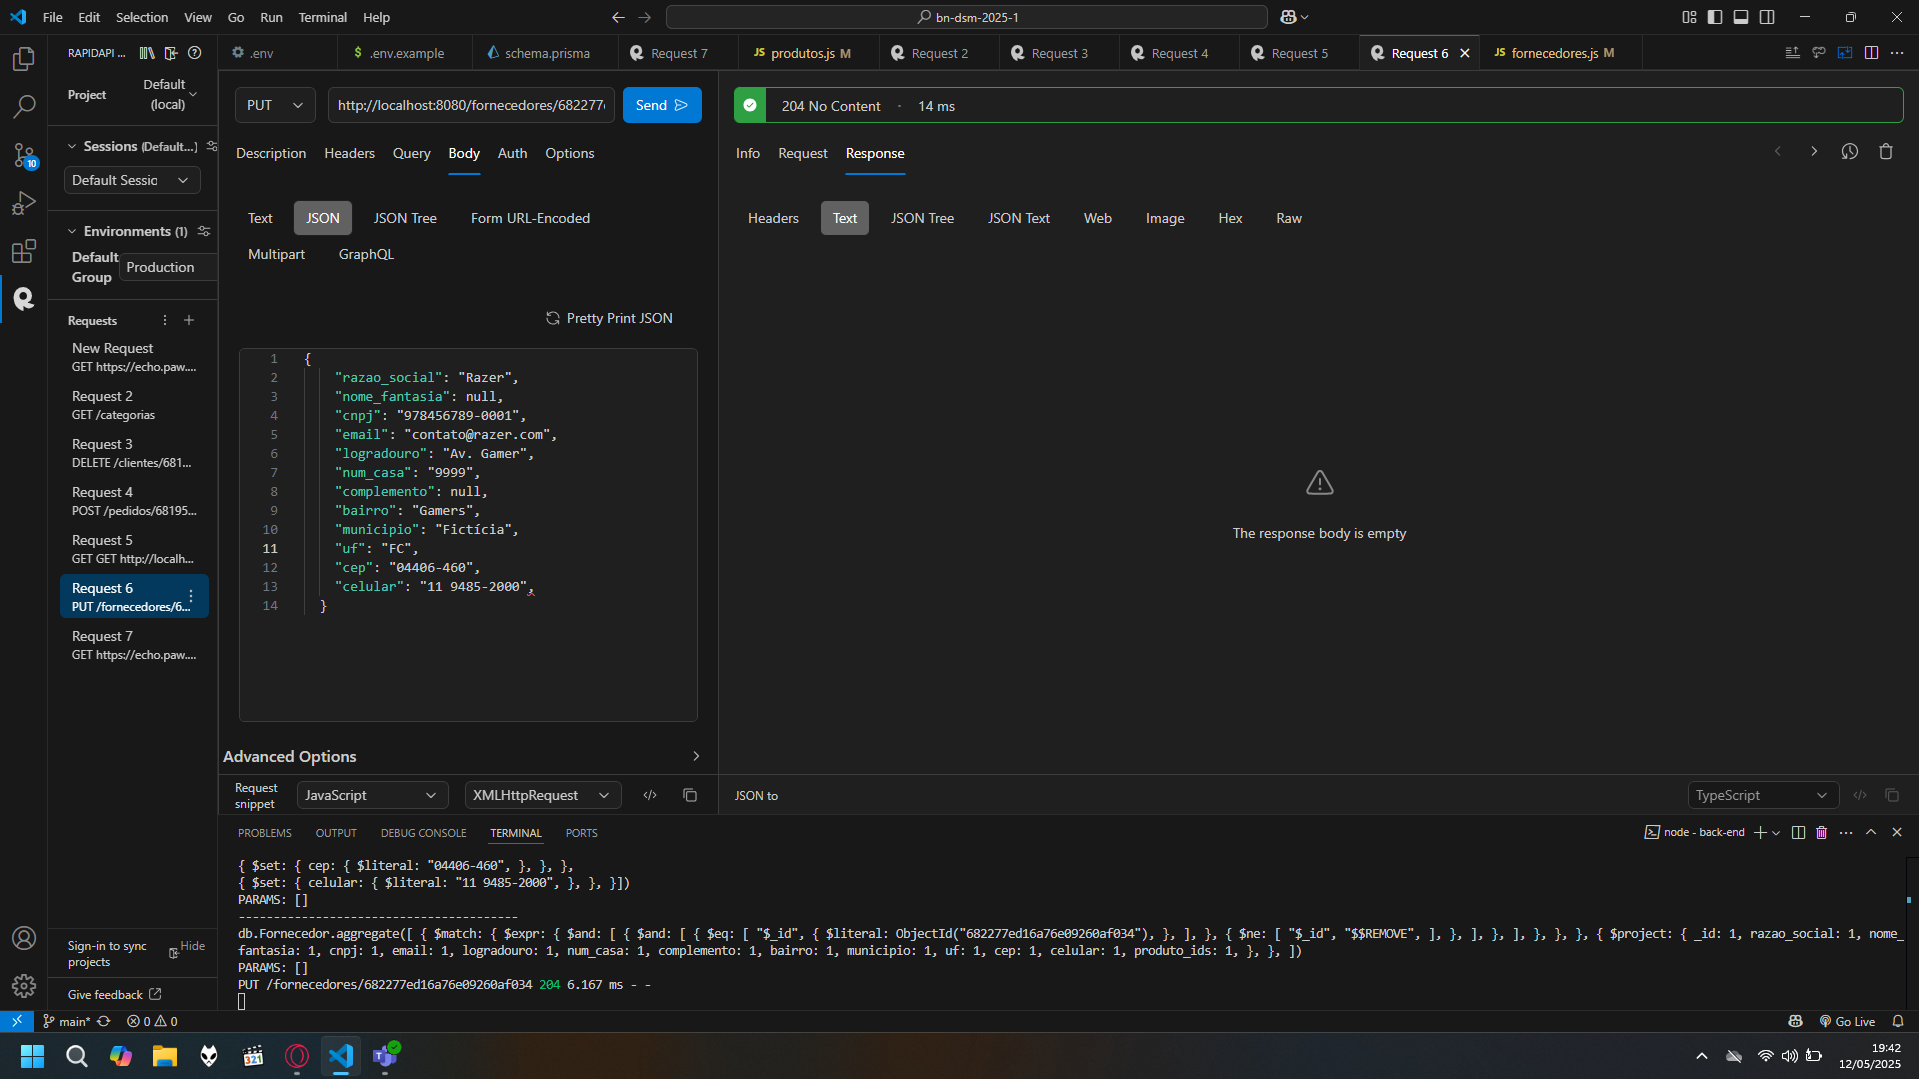 File Edit Selection View Go Run Terminal Help
bn-dsm-2025-1
RAPIDAPI ...
.env
$ .env.example
schema.prisma
Request 7
JS produtos.js M
Request 2
Request 3
Request 4
Request 5
Request 6
JS fornecedores.js M
Project
Default (local)
Sessions (Default...)
Default Sessic
Environments (1)
Default Group
Production
Requests
New Request
GET https://echo.paw....
Request 2
GET /categorias
Request 3
DELETE /clientes/681...
Request 4
POST /pedidos/68195...
Request 5
GET GET http://localh...
Request 6
PUT /fornecedores/6...
Request 7
GET https://echo.paw....
Sign-in to sync projects
Hide
Give feedback
10
PUT
http://localhost:8080/fornecedores/682277
Send
Description Headers Query Body Auth Options
Text JSON JSON Tree Form URL-Encoded
Multipart GraphQL
Pretty Print JSON
1 {
2 "razao_social": "Razer",
3 "nome_fantasia": null,
4 "cnpj": "978456789-0001",
5 "email": "contato@razer.com",
6 "logradouro": "Av. Gamer",
7 "num_casa": "9999",
8 "complemento": null,
9 "bairro": "Gamers",
10 "municipio": "Fictícia",
11 "uf": "FC",
12 "cep": "04406-460",
13 "celular": "11 9485-2000",
14 }
Advanced Options
Request snippet
JavaScript
XMLHttpRequest
204 No Content · 14 ms
Info Request Response
Headers Text JSON Tree JSON Text Web Image Hex Raw
The response body is empty
JSON to
TypeScript
PROBLEMS OUTPUT DEBUG CONSOLE TERMINAL PORTS
node - back-end
{ $set: { cep: { $literal: "04406-460", }, }, },
{ $set: { celular: { $literal: "11 9485-2000", }, }, }])
PARAMS: []
----------------------------------------
db.Fornecedor.aggregate([ { $match: { $expr: { $and: [ { $and: [ { $eq: [ "$_id", { $literal: ObjectId("682277ed16a76e09260af034"), }, ], }, { $ne: [ "$_id", "$$REMOVE", ], }, ], }, ], }, }, }, { $project: { _id: 1, razao_social: 1, nome_
fantasia: 1, cnpj: 1, email: 1, logradouro: 1, num_casa: 1, complemento: 1, bairro: 1, municipio: 1, uf: 1, cep: 1, celular: 1, produto_ids: 1, }, }, ])
PARAMS: []
PUT /fornecedores/682277ed16a76e09260af034 204 6.167 ms - -
main* 0 0
Go Live
321
19:42
12/05/2025